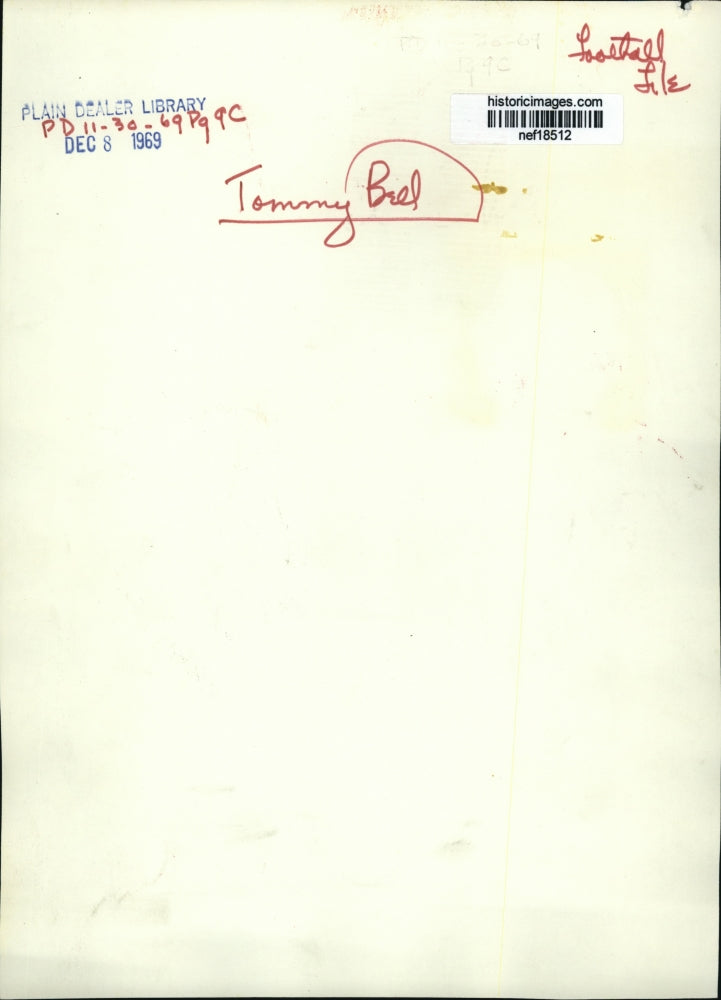 Football
File
historicimages.com
nef18512
PLAIN DEALER LIBRARY
PD 11-30-69 Pg 9C
DEC 8 1969
Tommy Bell